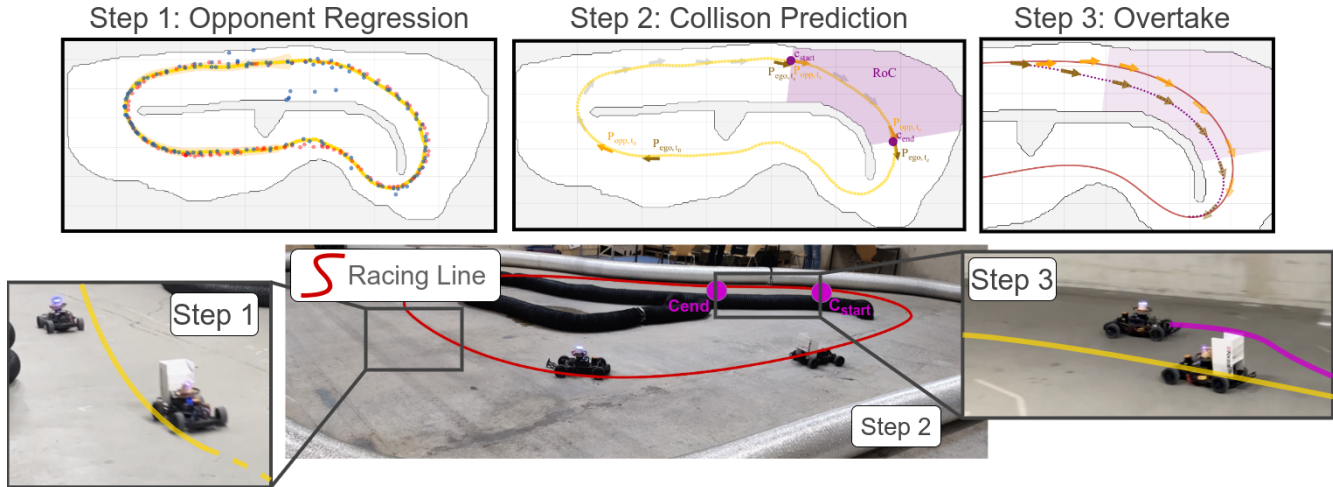 Step 1: Opponent Regression
Step 2: Collison Prediction
Step 3: Overtake
c_start
P_ego, t_s
P_opp, t_s
RoC
P_opp, t_0
P_ego, t_0
P_opp, t_e
c_end
P_ego, t_e
Step 1
Racing Line
Cend
C_start
Step 2
Step 3